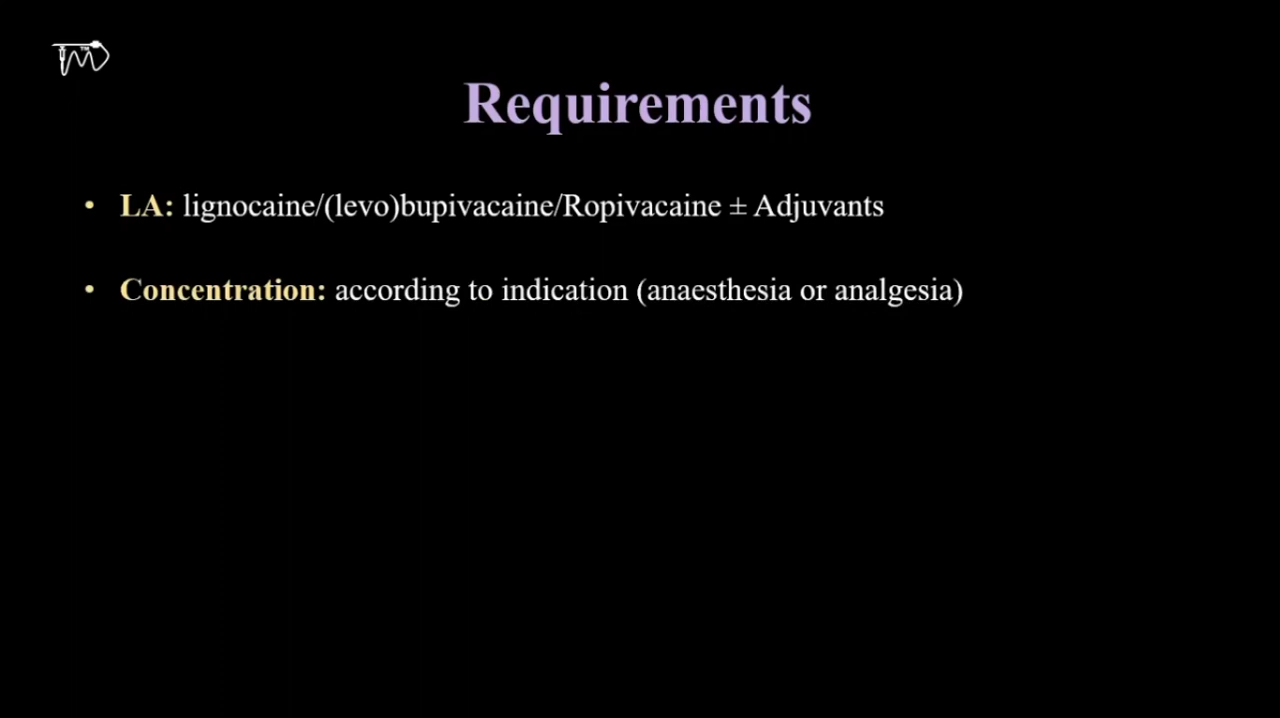 Requirements
• LA: lignocaine/(levo)bupivacaine/Ropivacaine ± Adjuvants
• Concentration: according to indication (anaesthesia or analgesia)